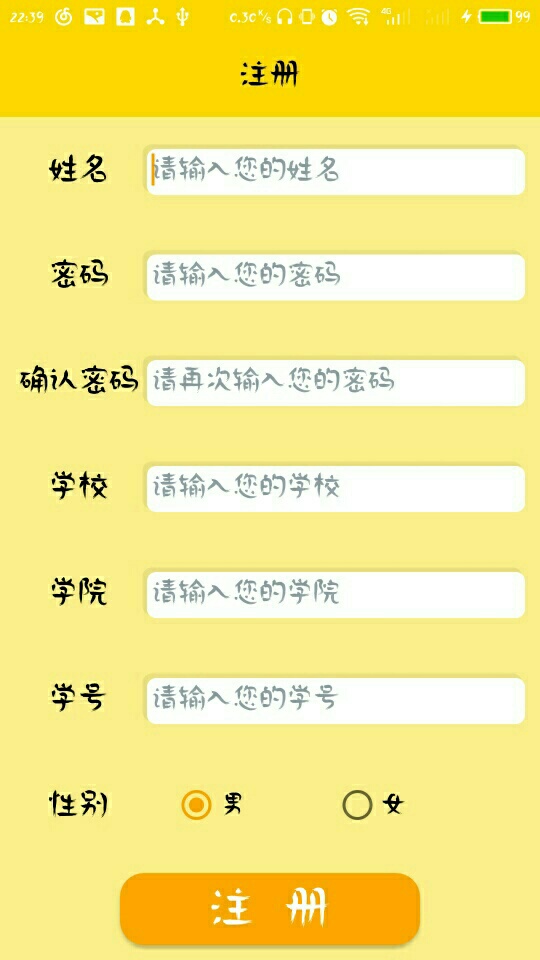 22:39 0.30 K/s 4G 99
注册
姓名 请输入您的姓名
密码 请输入您的密码
确认密码 请再次输入您的密码
学校 请输入您的学校
学院 请输入您的学院
学号 请输入您的学号
性别 男 女
注 册